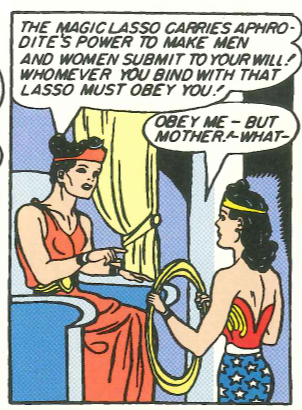 THE MAGIC LASSO CARRIES APHRO-
DITE'S POWER TO MAKE MEN
AND WOMEN SUBMIT TO YOUR WILL!
WHOMEVER YOU BIND WITH THAT
LASSO MUST OBEY YOU!
OBEY ME - BUT
MOTHER!-WHAT-